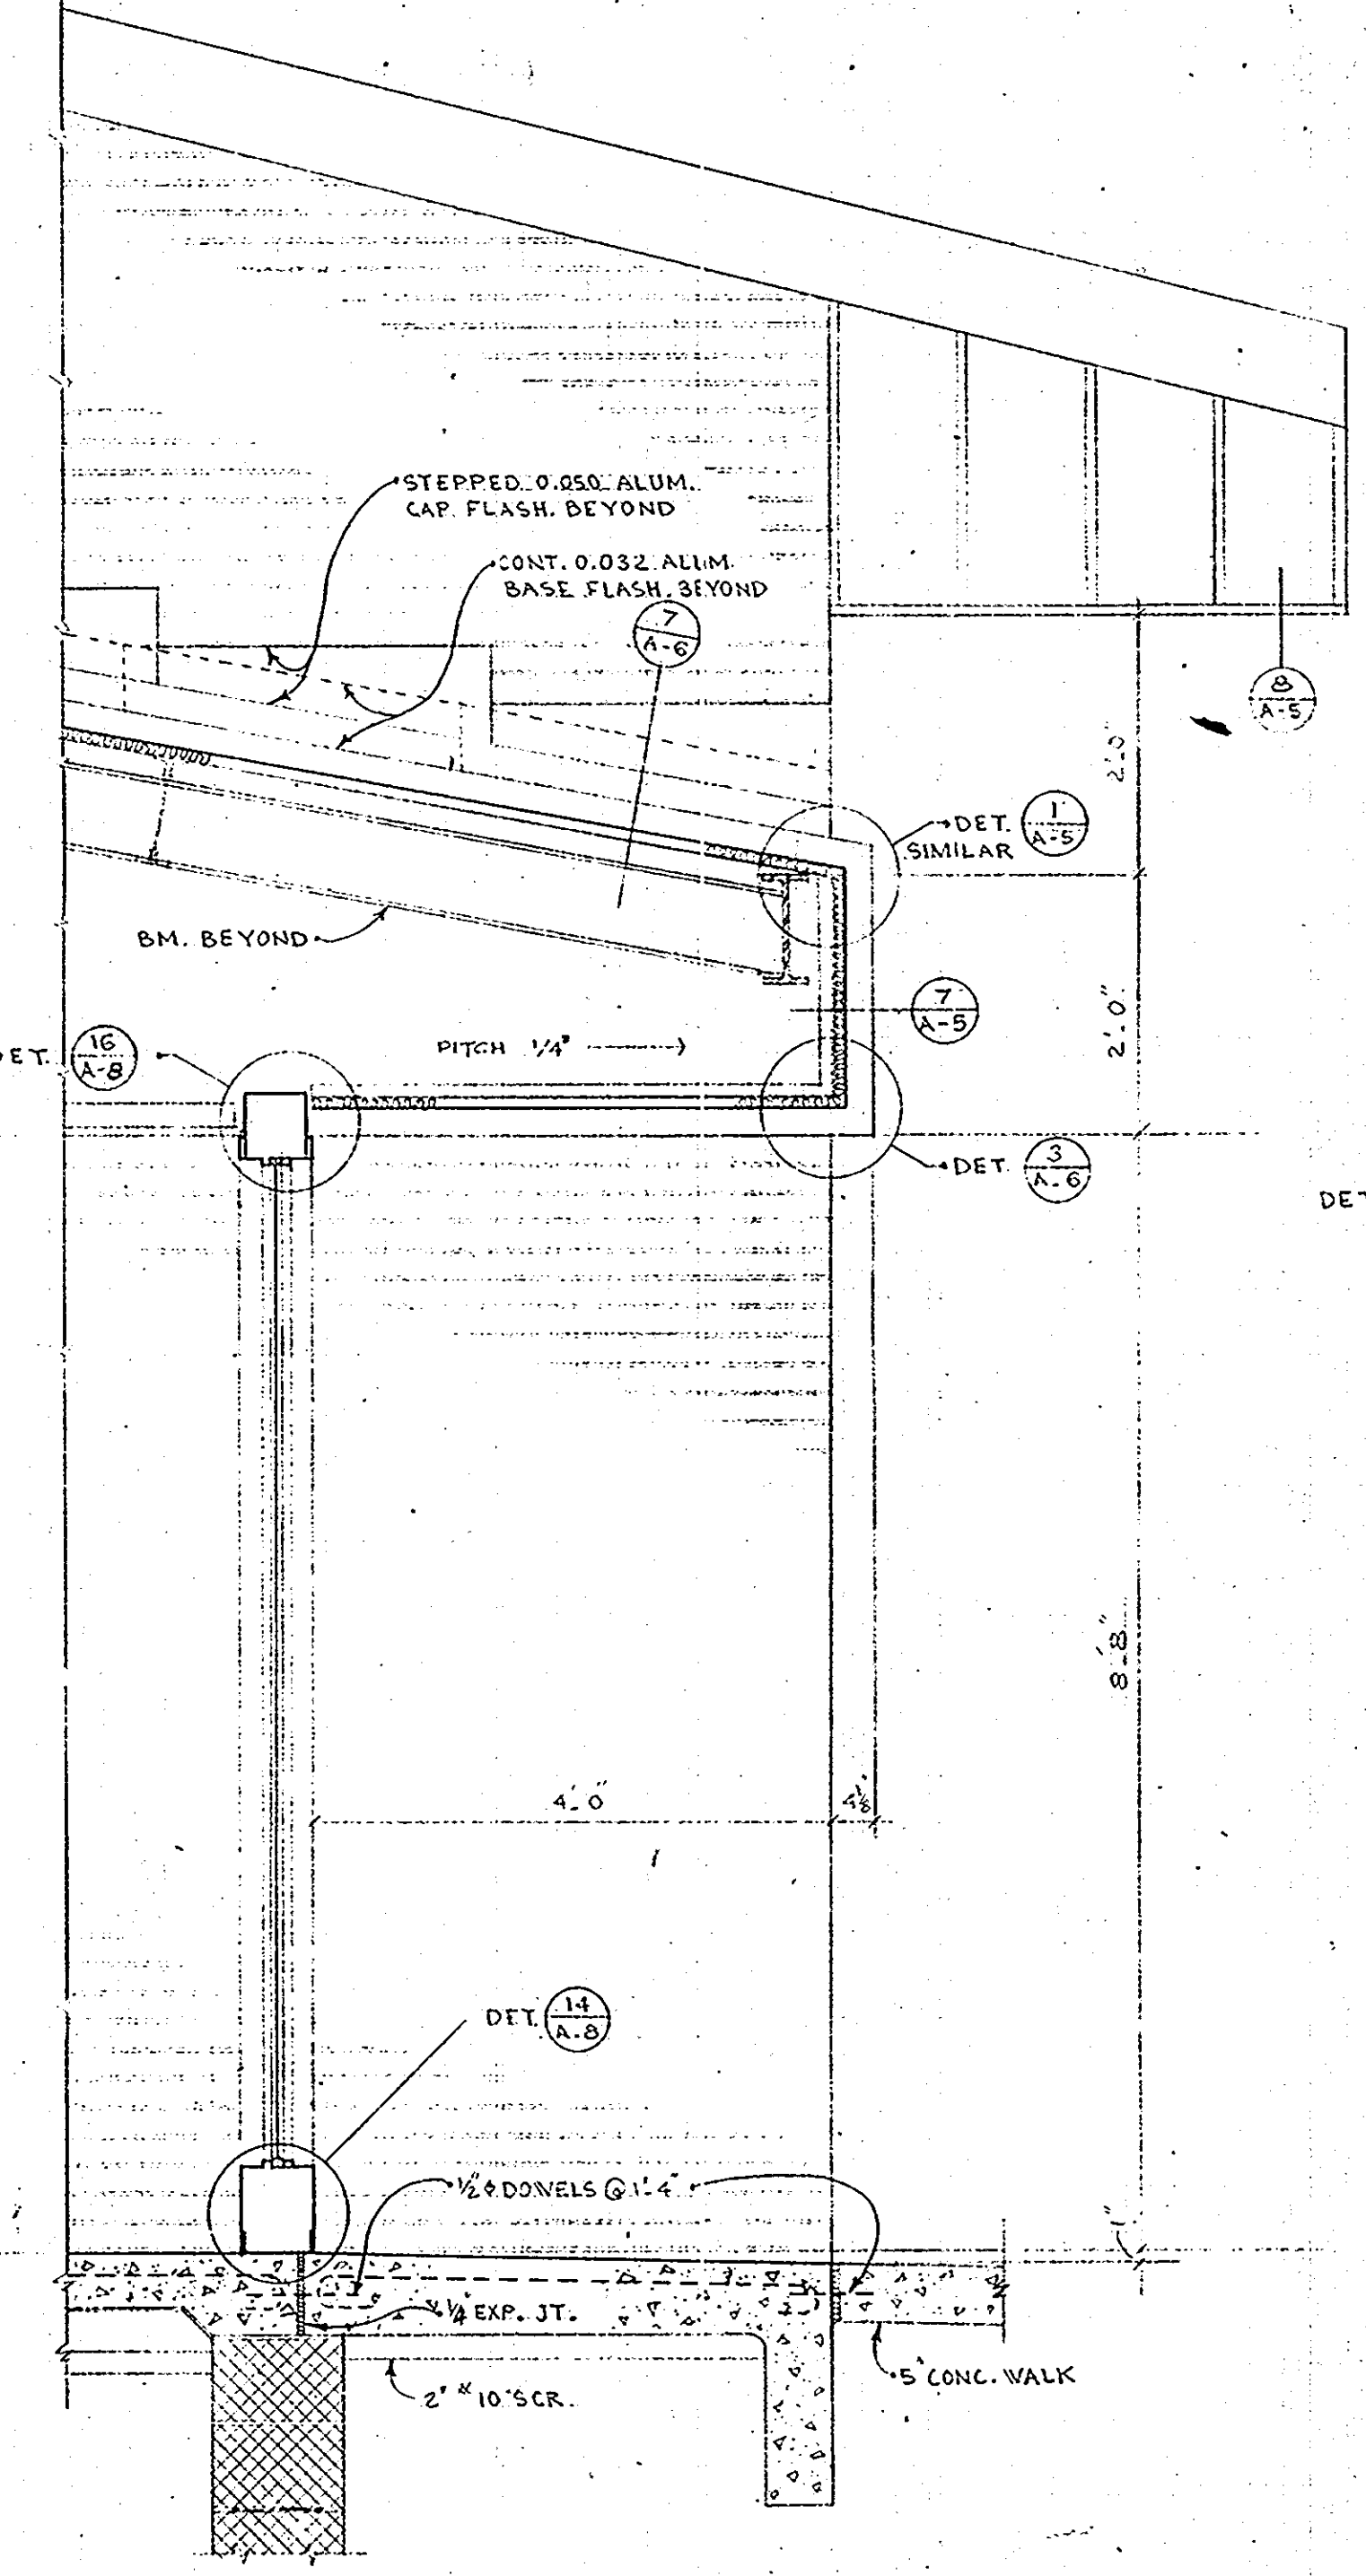 STEPPED 0.050 ALUM.
CAP. FLASH. BEYOND
CONT. 0.032 ALUM.
BASE FLASH. BEYOND
7
A-6
8
A-5
2'-0"
DET.
SIMILAR
1
A-5
BM. BEYOND
7
A-5
2'-0"
16
A-8
PITCH 1/4"
DET.
3
A-6
8'-8"
4'-0"
4 1/8"
DET.
14
A-8
1/2" φ DOWELS @ 1'-4"
1"
1/4" EXP. JT.
5" CONC. WALK
2" #10 SCR.